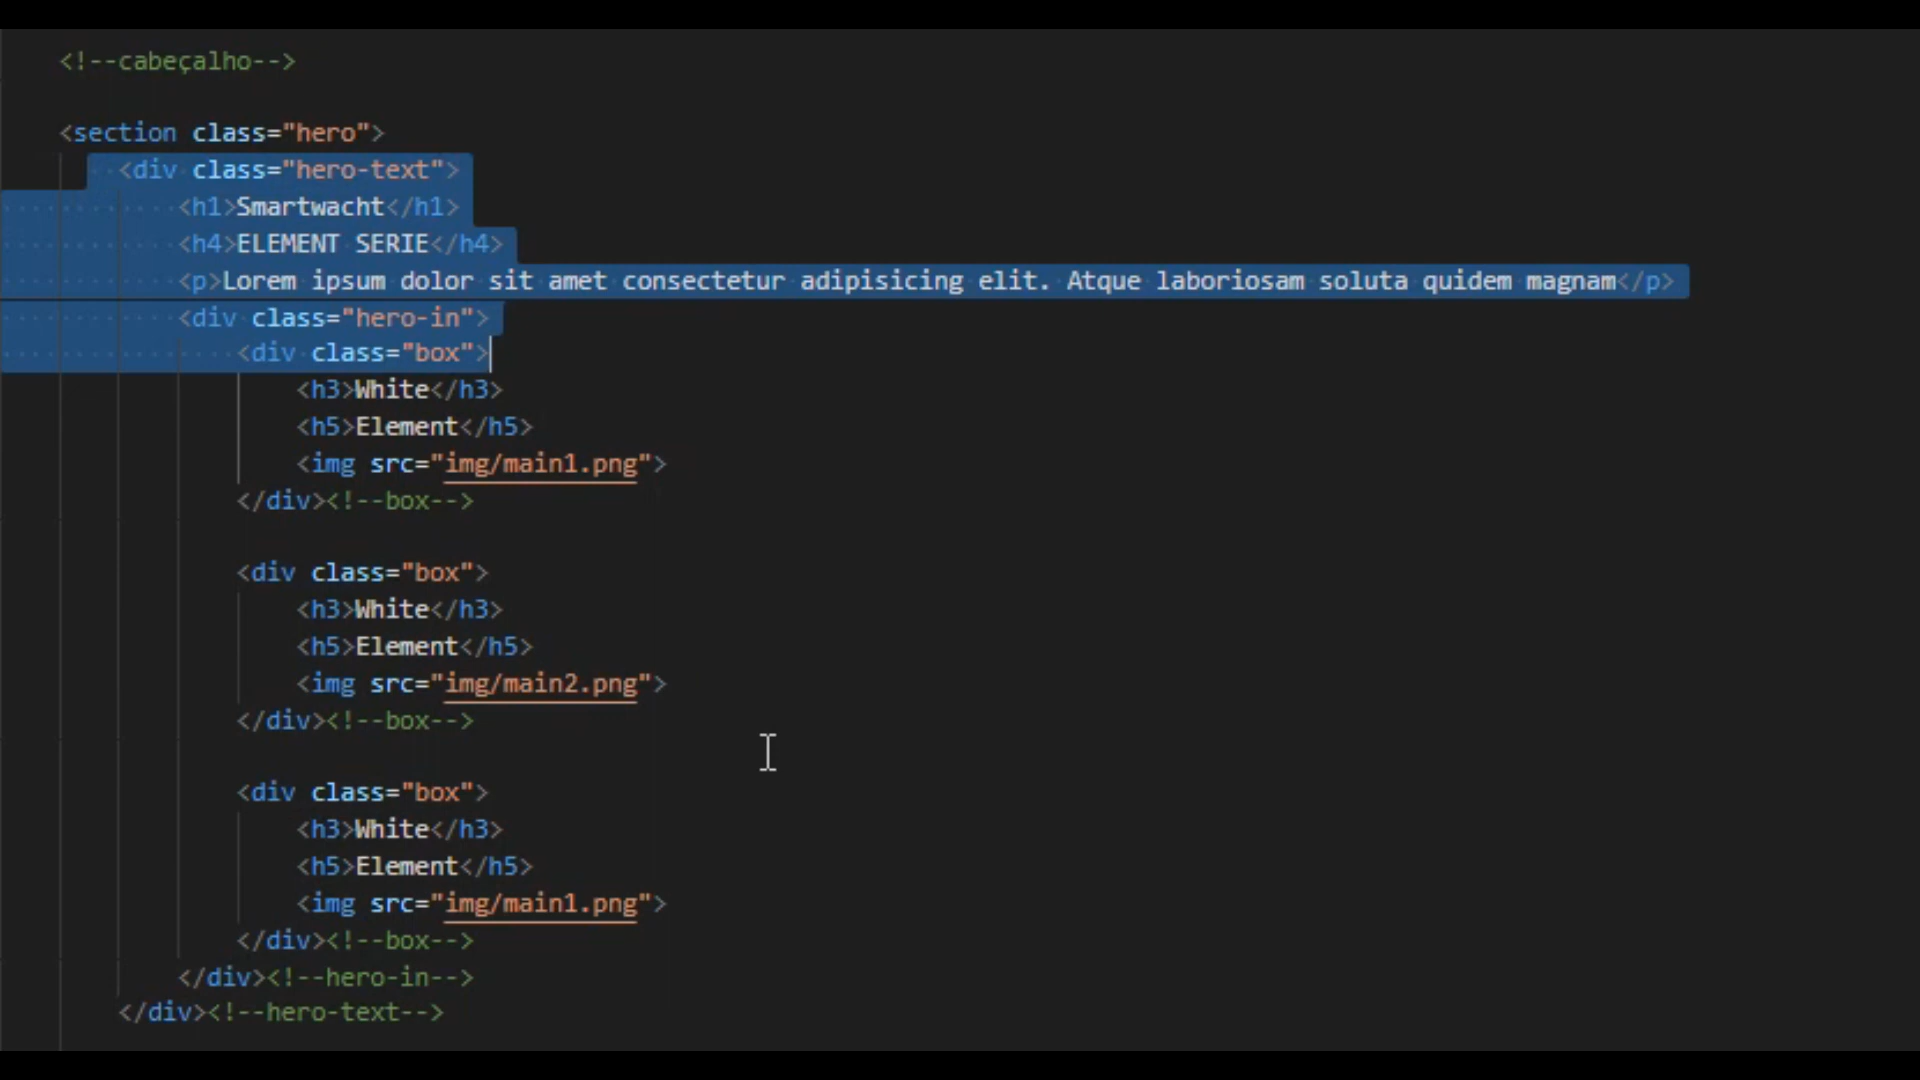 <!--cabeçalho-->
<section class="hero">
<div class="hero-text">
<h1>Smartwacht</h1>
<h4>ELEMENT SERIE</h4>
<p>Lorem ipsum dolor sit amet consectetur adipisicing elit. Atque laboriosam soluta quidem magnam</p>
<div class="hero-in">
<div class="box">
<h3>White</h3>
<h5>Element</h5>
<img src="img/main1.png">
</div><!--box-->
<div class="box">
<h3>White</h3>
<h5>Element</h5>
<img src="img/main2.png">
</div><!--box-->
<div class="box">
<h3>White</h3>
<h5>Element</h5>
<img src="img/main1.png">
</div><!--box-->
</div><!--hero-in-->
</div><!--hero-text-->